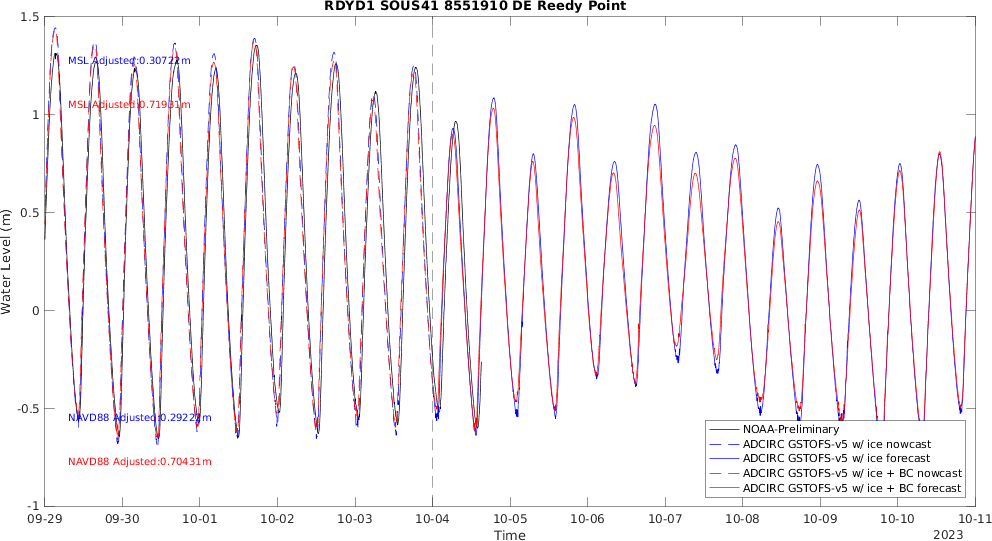 RDYD1 SOUS41 8551910 DE Reedy Point
Water Level (m)
1.5
1
0.5
0
-0.5
-1
MSL Adjusted:0.30722m
MSL Adjusted:0.71931m
NAVD88 Adjusted:0.29222m
NAVD88 Adjusted:0.70431m
NOAA-Preliminary
ADCIRC GSTOFS-v5 w/ ice nowcast
ADCIRC GSTOFS-v5 w/ ice forecast
ADCIRC GSTOFS-v5 w/ ice + BC nowcast
ADCIRC GSTOFS-v5 w/ ice + BC forecast
09-29 09-30 10-01 10-02 10-03 10-04 10-05 10-06 10-07 10-08 10-09 10-10 10-11
Time
2023